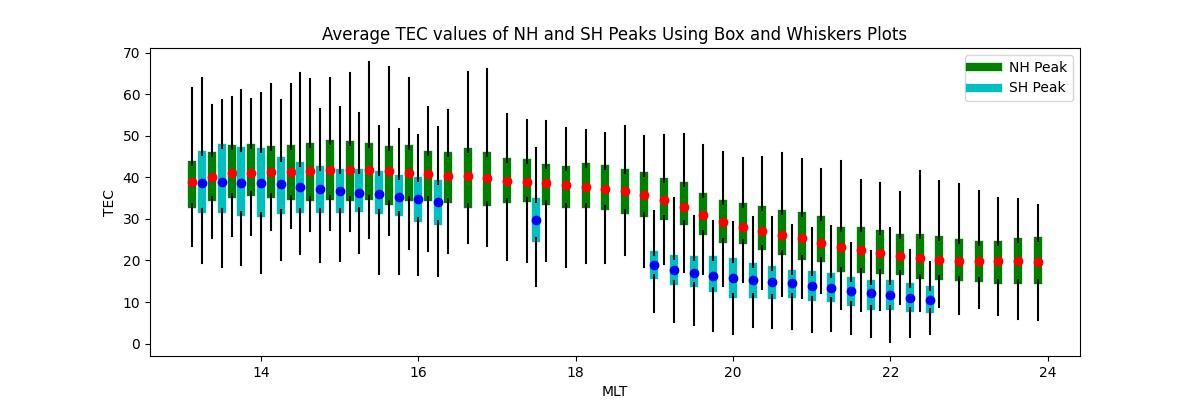 Average TEC values of NH and SH Peaks Using Box and Whiskers Plots
70
60
50
40
30
20
10
0
TEC
NH Peak
SH Peak
14
16
18
20
22
24
MLT